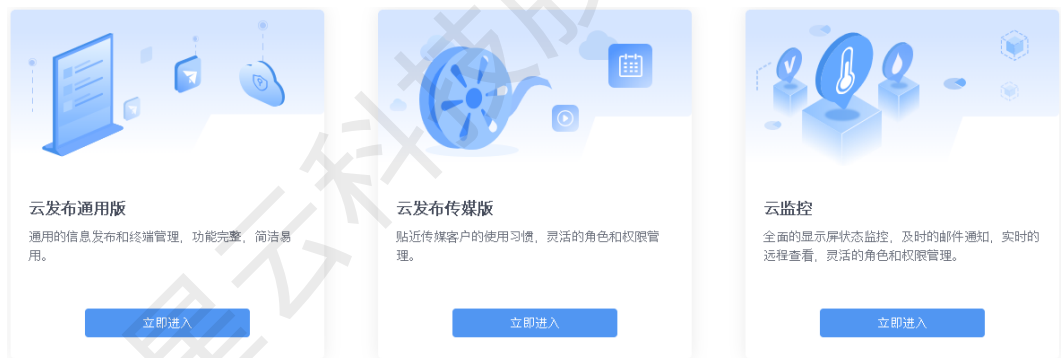 云发布通用版
通用的信息发布和终端管理，功能完整，简洁易
用。
立即进入
云发布传媒版
贴近传媒客户的使用习惯，灵活的角色和权限管
理。
立即进入
云监控
全面的显示屏状态监控，及时的邮件通知，实时的
远程查看，灵活的角色和权限管理。
立即进入
星云科技